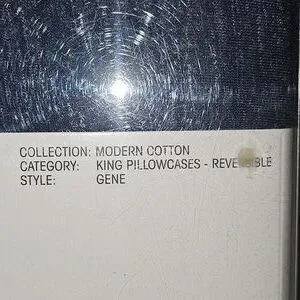 COLLECTION: MODERN COTTON
CATEGORY: KING PILLOWCASES - REVERSIBLE
STYLE: GENE